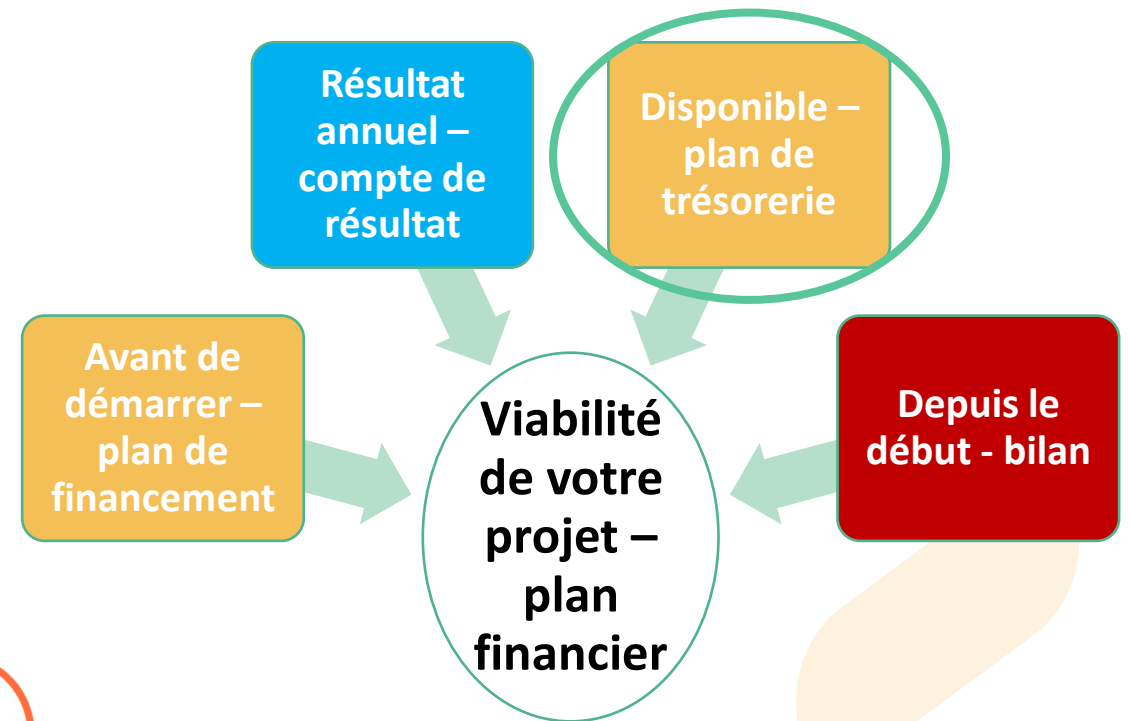 Résultat
annuel –
compte de
résultat
Disponible –
plan de
trésorerie
Avant de
démarrer –
plan de
financement
Viabilité
de votre
projet –
plan
financier
Depuis le
début - bilan